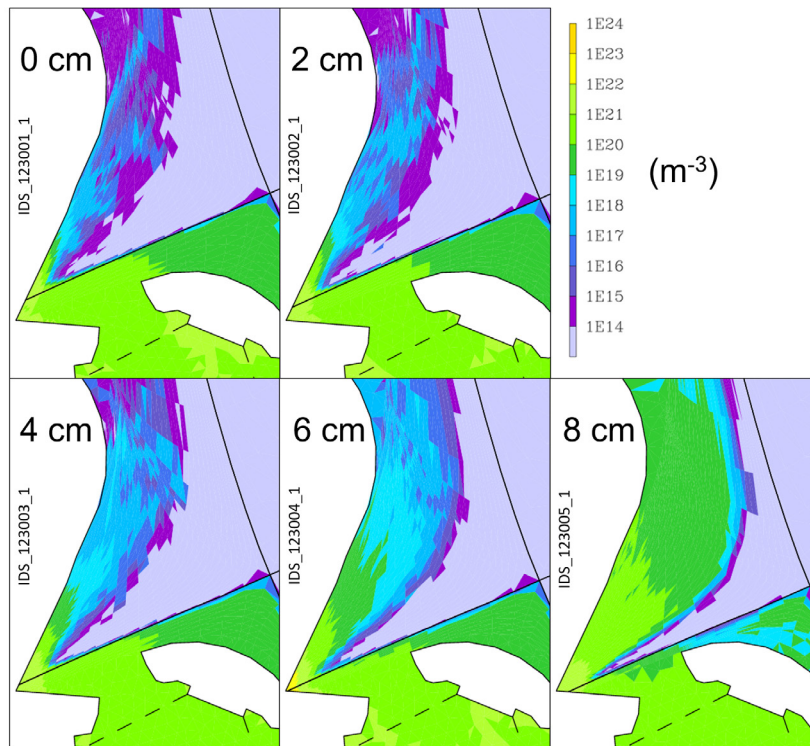 0 cm
IDS_123001_1
2 cm
IDS_123002_1
1E24
1E23
1E22
1E21
1E20
1E19
1E18
1E17
1E16
1E15
1E14
(m⁻³)
4 cm
IDS_123003_1
6 cm
IDS_123004_1
8 cm
IDS_123005_1